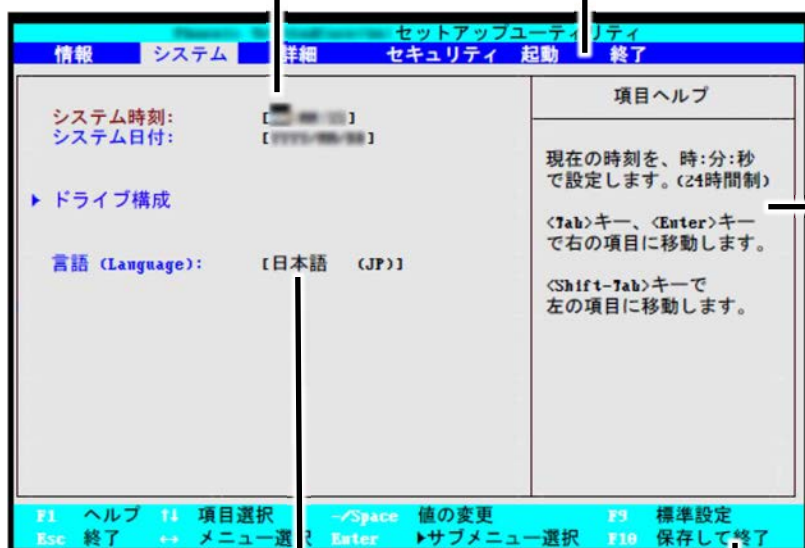 セットアップユーティリティ
情報 システム 詳細 セキュリティ 起動 終了
システム時刻:
システム日付:
▶ ドライブ構成
言語 (Language): [日本語 (JP)]
項目ヘルプ
現在の時刻を、時:分:秒
で設定します。(24時間制)
<Tab>キー、<Enter>キー
で右の項目に移動します。
<Shift-Tab>キーで
左の項目に移動します。
F1 ヘルプ ↑↓ 項目選択 -/Space 値の変更 F9 標準設定
Esc 終了 ↔ メニュー選択 Enter ▶サブメニュー選択 F10 保存して終了